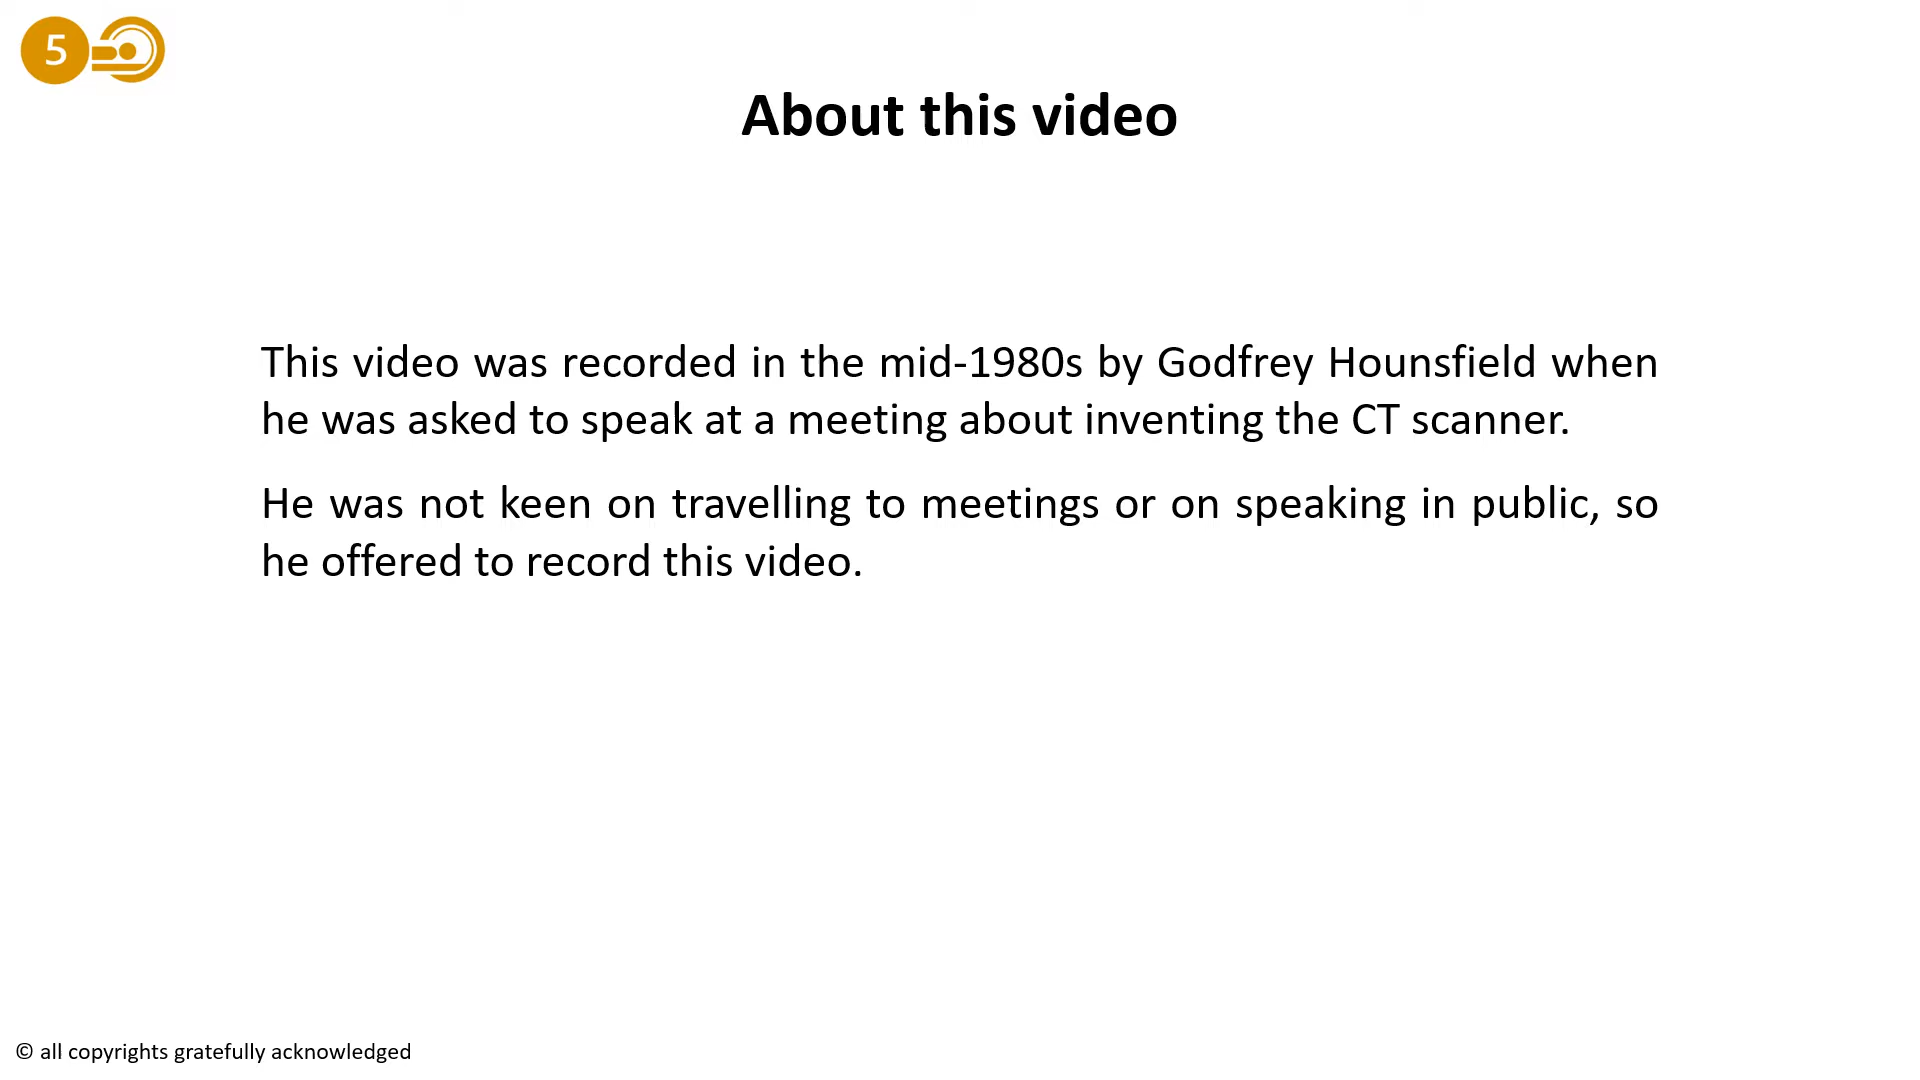 5
About this video
This video was recorded in the mid-1980s by Godfrey Hounsfield when
he was asked to speak at a meeting about inventing the CT scanner.
He was not keen on travelling to meetings or on speaking in public, so
he offered to record this video.
© all copyrights gratefully acknowledged